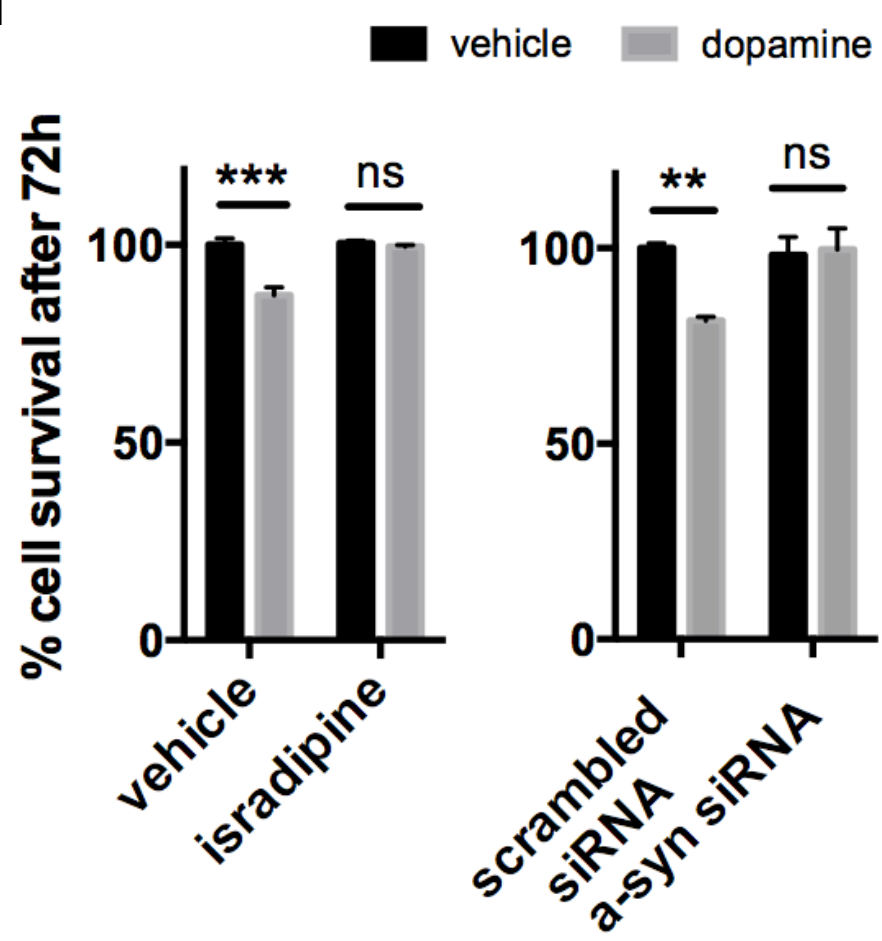 vehicle
dopamine
% cell survival after 72h
***
ns
100
50
0
vehicle
isradipine
**
ns
100
50
0
scrambled
siRNA
a-syn siRNA